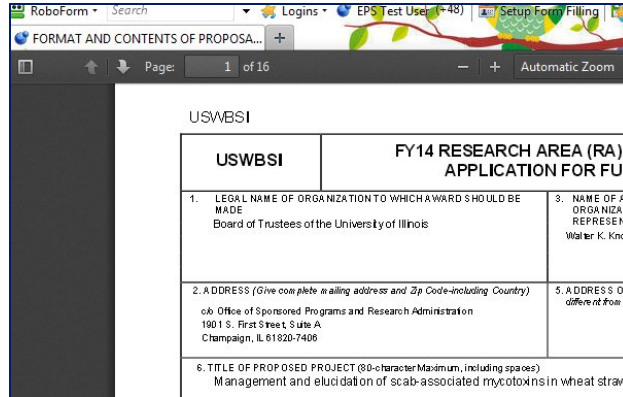 RoboForm Search Logins EPS Test User (+48) Setup Form Filling
FORMAT AND CONTENTS OF PROPOSA... +
Page: 1 of 16 − + Automatic Zoom
USWBSI
USWBSI
FY14 RESEARCH AREA (RA)
APPLICATION FOR FU
1. LEGAL NAME OF ORGANIZATION TO WHICH AWARD SHOULD BE
MADE
Board of Trustees of the University of Illinois
3. NAME OF A
ORGANIZA
REPRESEN
Walter K. Kno
2. ADDRESS (Give complete mailing address and Zip Code-including Country)
c/o Office of Sponsored Programs and Research Administration
1901 S. First Street, Suite A
Champaign, IL 61820-7406
5. ADDRESS O
different from
6. TITLE OF PROPOSED PROJECT (80-character Maximum, including spaces)
Management and elucidation of scab-associated mycotoxins in wheat straw